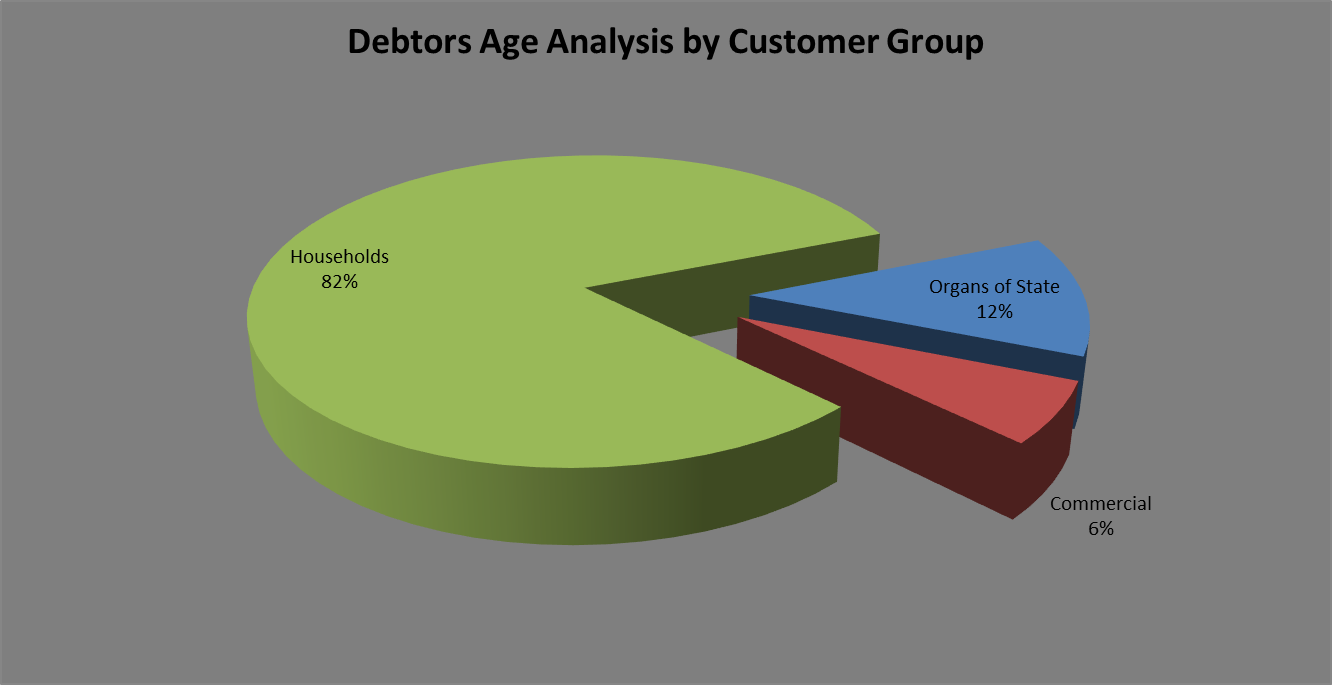 Debtors Age Analysis by Customer Group
Households
82%
Organs of State
12%
Commercial
6%